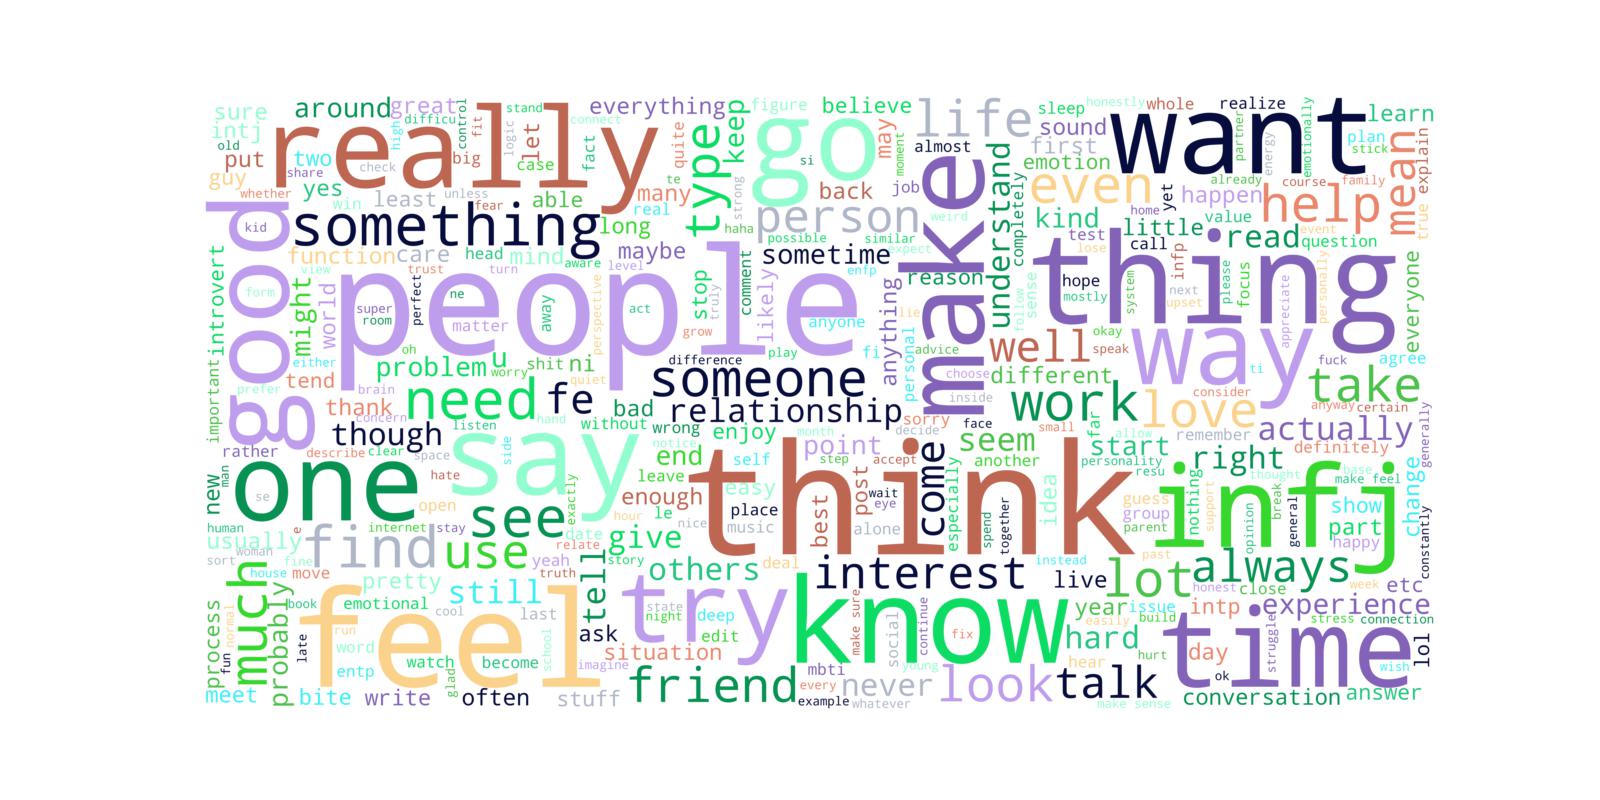 sure
around
great
control
stand
everything
figure
believe
life
sleep
honestly
whole
realize
emotionally
learn
intj
old
really
difficu
high
fit
logic
let
connect
fact
quite
type
keep
go
may
moment
almost
sound
first
want
partner
energy
plan
stick
explain
put
two
share
check
big
case
si
strong
emotion
guy
whether
yes
win
least
unless
fear
able
te
many
real
haha
back
job
make
understand
completely
even
already
yet
course
family
happen
help
mean
true
good
kid
something
long
person
weird
kind
home
little
value
event
introvert
function
care
head
mind
aware
maybe
possible
similar
expect
sometime
reason
test
lose
call
infp
read
question
everyone
might
world
view
trust
turn
level
people
stop
truly
comment
likely
enfp
sense
follow
thing
hope
mostly
system
next
upset
please
focus
appreciate
personally
form
super
room
perfect
ne
matter
away
perspective
act
grow
anyone
anything
lie
personal
okay
way
important
either
oh
problem
u
worry
shit
ni
quiet
difference
play
fi
advice
well
speak
fuck
agree
prefer
tend
brain
need
fe
someone
choose
inside
different
ti
take
thank
concern
relationship
sorry
work
love
consider
anyway
certain
though
listen
hand
without
bad
wrong
enjoy
month
decide
face
small
far
allow
remember
actually
generally
rather
describe
clear
space
say
side
notice
end
self
point
step
accept
seem
another
start
personality
right
definitely
new
man
one
se
hate
leave
think
come
especially
resu
infj
thought
base
make feel
change
open
see
exactly
enough
easy
le
nice
place
best
post
wait
eye
idea
guess
group
parent
nothing
support
opinion
break
general
show
part
happy
constantly
human
usually
e
find
internet
stay
date
hour
give
music
alone
spend
together
sort
woman
fine
use
yeah
relate
story
others
deal
interest
instead
live
past
lot
always
week
etc
much
house
move
pretty
still
truth
tell
try
know
year
issue
intp
honest
close
experience
process
normal
book
emotional
cool
last
state
night
deep
make sure
continue
fix
easily
build
stress
connection
probably
fun
late
feel
run
word
entp
watch
glad
become
school
ask
imagine
situation
edit
social
young
hard
hurt
hear
time
day
struggle
ok
wish
lol
meet
bite
write
often
stuff
friend
mbti
every
example
never
whatever
look
talk
make sense
conversation
answer